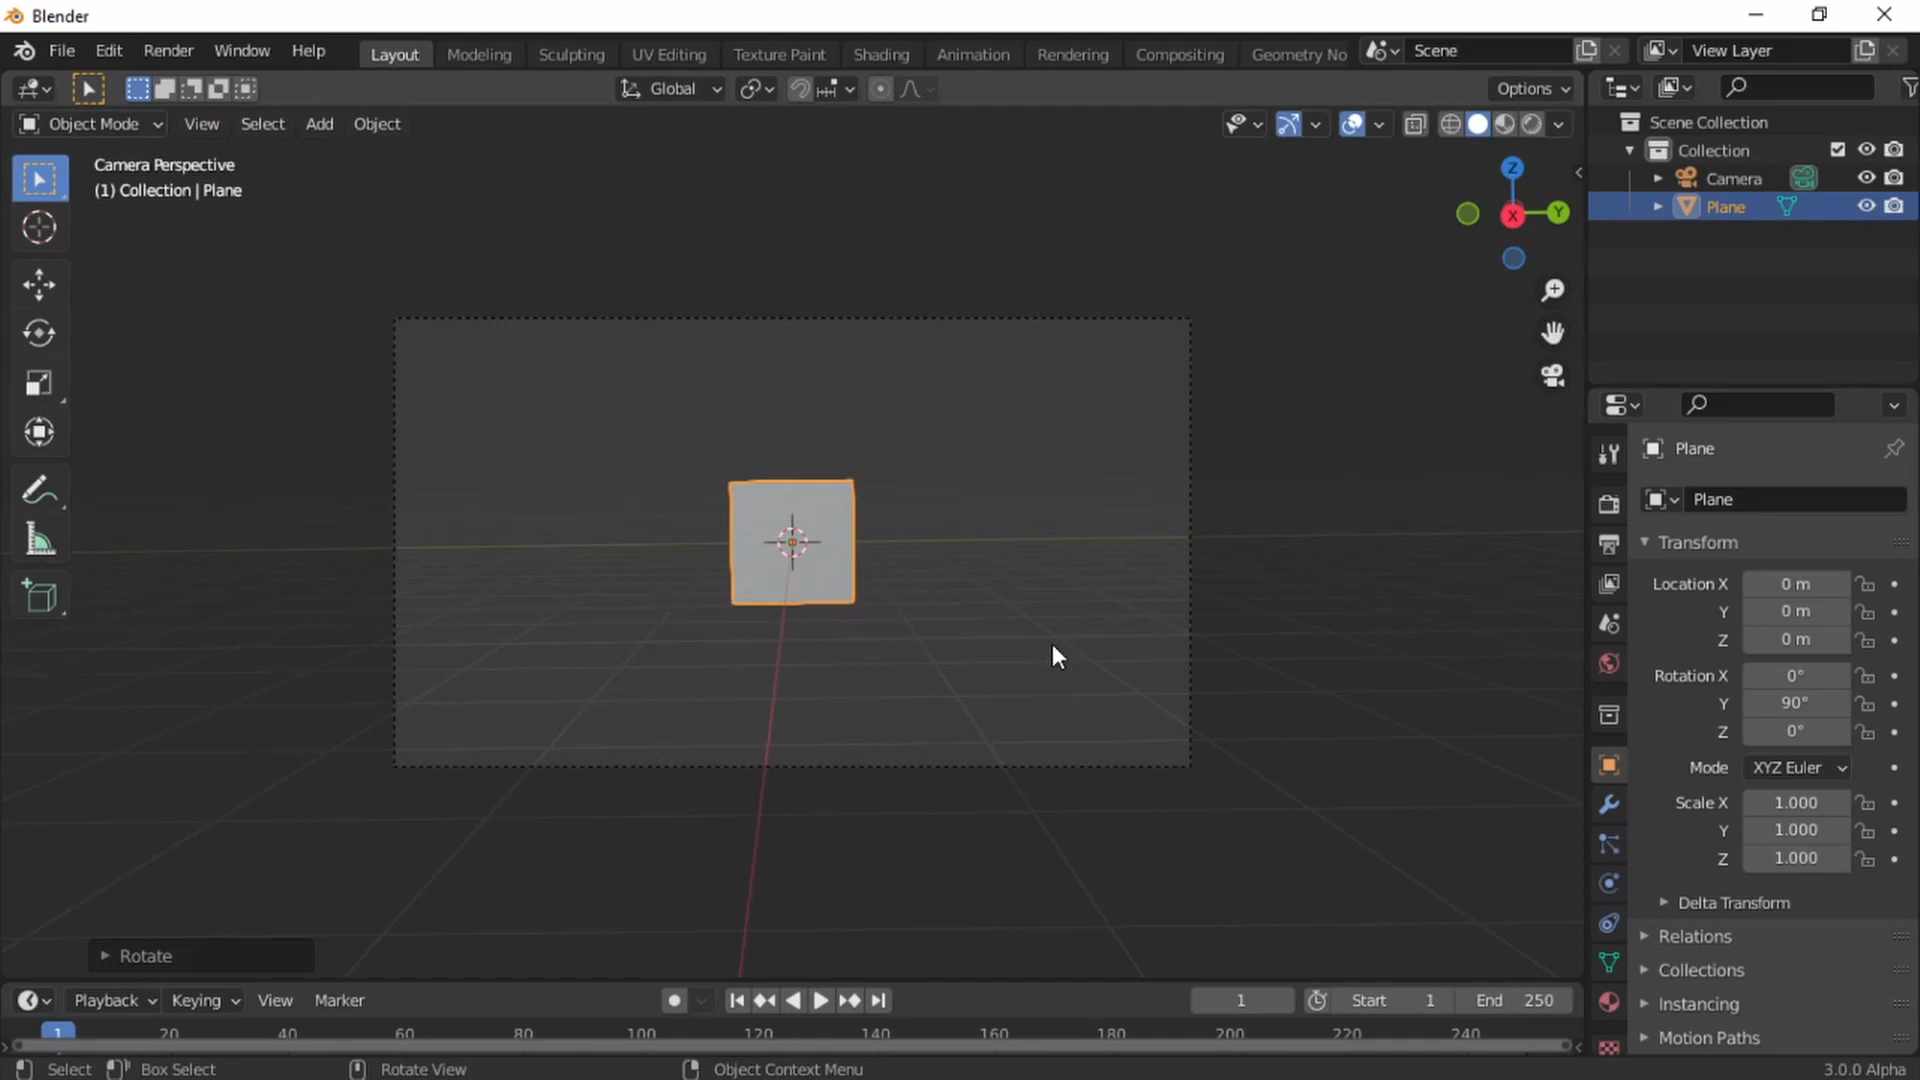 Blender
File Edit Render Window Help Layout Modeling Sculpting UV Editing Texture Paint Shading Animation Rendering Compositing Geometry No Scene View Layer
Global Options
Object Mode View Select Add Object
Camera Perspective
(1) Collection | Plane
Z
Y
X
Scene Collection
Collection
Camera
Plane
Plane
Plane
Transform
Location X 0 m
Y 0 m
Z 0 m
Rotation X 0°
Y 90°
Z 0°
Mode XYZ Euler
Scale X 1.000
Y 1.000
Z 1.000
Delta Transform
Relations
Collections
Instancing
Motion Paths
Rotate
Playback Keying View Marker 1 Start 1 End 250
1 20 40 60 80 100 120 140 160 180 200 220 240
Select Box Select Rotate View Object Context Menu 3.0.0 Alpha